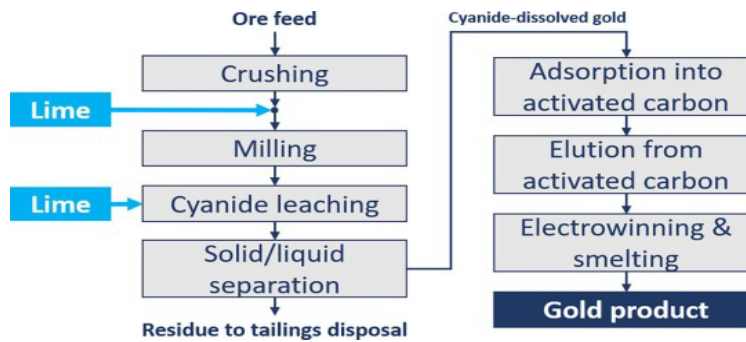 Ore feed
Crushing
Lime
Milling
Lime
Cyanide leaching
Solid/liquid
separation
Residue to tailings disposal
Cyanide-dissolved gold
Adsorption into
activated carbon
Elution from
activated carbon
Electrowinning &
smelting
Gold product